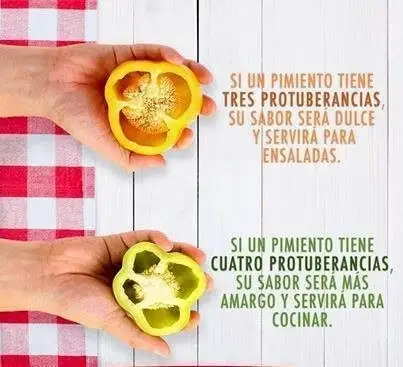 SI UN PIMIENTO TIENE
TRES PROTUBERANCIAS,
SU SABOR SERÁ DULCE
Y SERVIRÁ PARA
ENSALADAS.
SI UN PIMIENTO TIENE
CUATRO PROTUBERANCIAS,
SU SABOR SERÁ MÁS
AMARGO Y SERVIRÁ PARA
COCINAR.